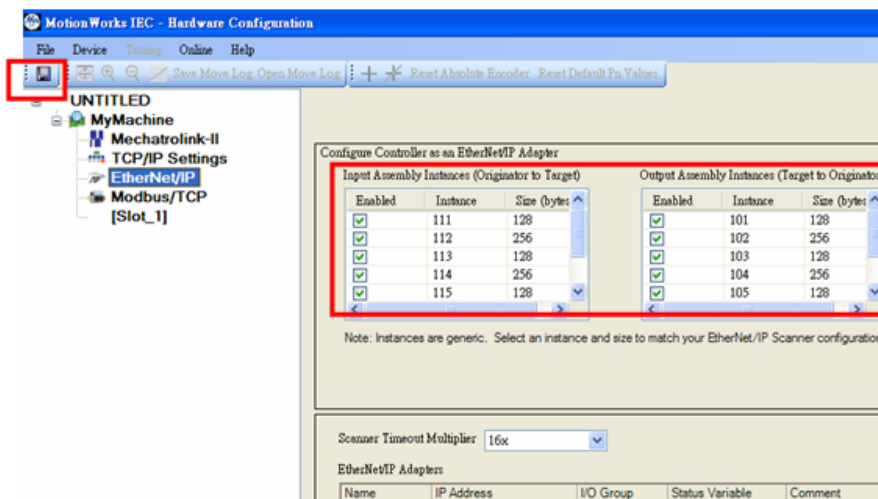 MotionWorks IEC - Hardware Configuration
File Device Tuning Online Help
Save Move Log Open Move Log Reset Absolute Encoder Reset Default Pn Values
UNTITLED
MyMachine
Mechatrolink-II
TCP/IP Settings
EtherNet/IP
Modbus/TCP
[Slot_1]
Configure Controller as an EtherNet/IP Adapter
Input Assembly Instances (Originator to Target) Output Assembly Instances (Target to Originator
Enabled Instance Size (bytes Enabled Instance Size (bytes
111 128 101 128
112 256 102 256
113 128 103 128
114 256 104 256
115 128 105 128
Note: Instances are generic. Select an instance and size to match your EtherNet/IP Scanner configuration
Scanner Timeout Multiplier 16x
EtherNet/IP Adapters
Name IP Address I/O Group Status Variable Comment